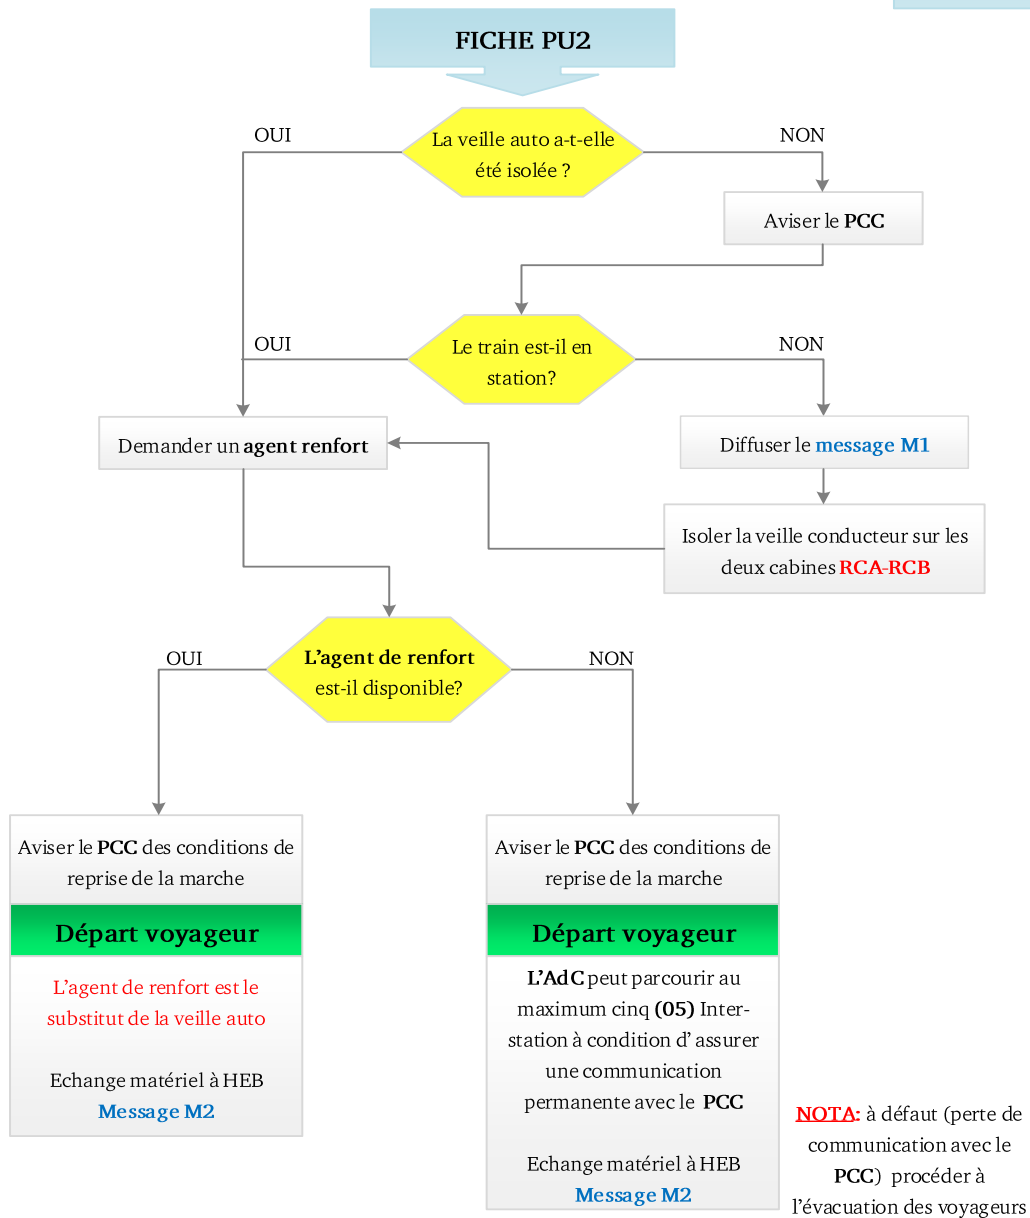 FICHE PU2
La veille auto a-t-elle
été isolée ?
OUI
NON
Aviser le PCC
Le train est-il en
station?
OUI
NON
Demander un agent renfort
Diffuser le message M1
Isoler la veille conducteur sur les
deux cabines RCA-RCB
L'agent de renfort
est-il disponible?
OUI
NON
Aviser le PCC des conditions de
reprise de la marche
Départ voyageur
L'agent de renfort est le
substitut de la veille auto
Echange matériel à HEB
Message M2
Aviser le PCC des conditions de
reprise de la marche
Départ voyageur
L'AdC peut parcourir au
maximum cinq (05) Inter-
station à condition d' assurer
une communication
permanente avec le PCC
Echange matériel à HEB
Message M2
NOTA: à défaut (perte de
communication avec le
PCC) procéder à
l'évacuation des voyageurs